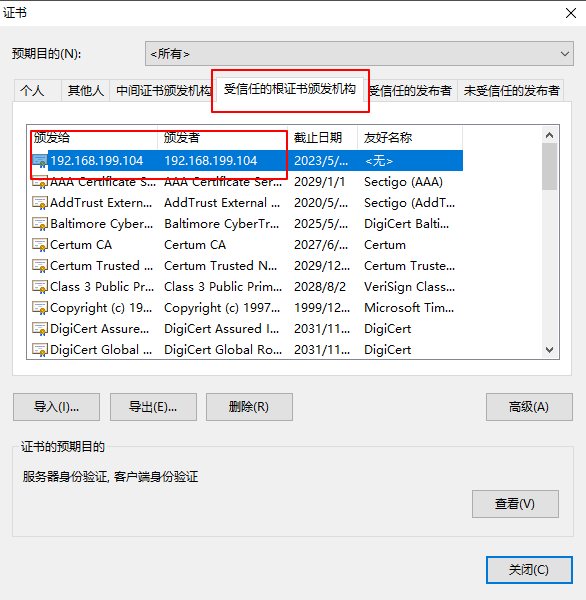 证书
预期目的(N): <所有>
个人 其他人 中间证书颁发机构 受信任的根证书颁发机构 受信任的发布者 未受信任的发布者
颁发给 颁发者 截止日期 友好名称
192.168.199.104 192.168.199.104 2023/5/... <无>
AAA Certificate S... AAA Certificate Ser... 2029/1/1 Sectigo (AAA)
AddTrust Extern... AddTrust External ... 2020/5/... Sectigo (AddT...
Baltimore Cyber... Baltimore CyberTr... 2025/5/... DigiCert Balti...
Certum CA Certum CA 2027/6/... Certum
Certum Trusted ... Certum Trusted N... 2029/12... Certum Truste...
Class 3 Public Pr... Class 3 Public Prim... 2028/8/2 VeriSign Class...
Copyright (c) 19... Copyright (c) 1997... 1999/12... Microsoft Tim...
DigiCert Assure... DigiCert Assured I... 2031/11... DigiCert
DigiCert Global ... DigiCert Global Ro... 2031/11... DigiCert
导入(I)... 导出(E)... 删除(R) 高级(A)
证书的预期目的
服务器身份验证, 客户端身份验证
查看(V)
关闭(C)